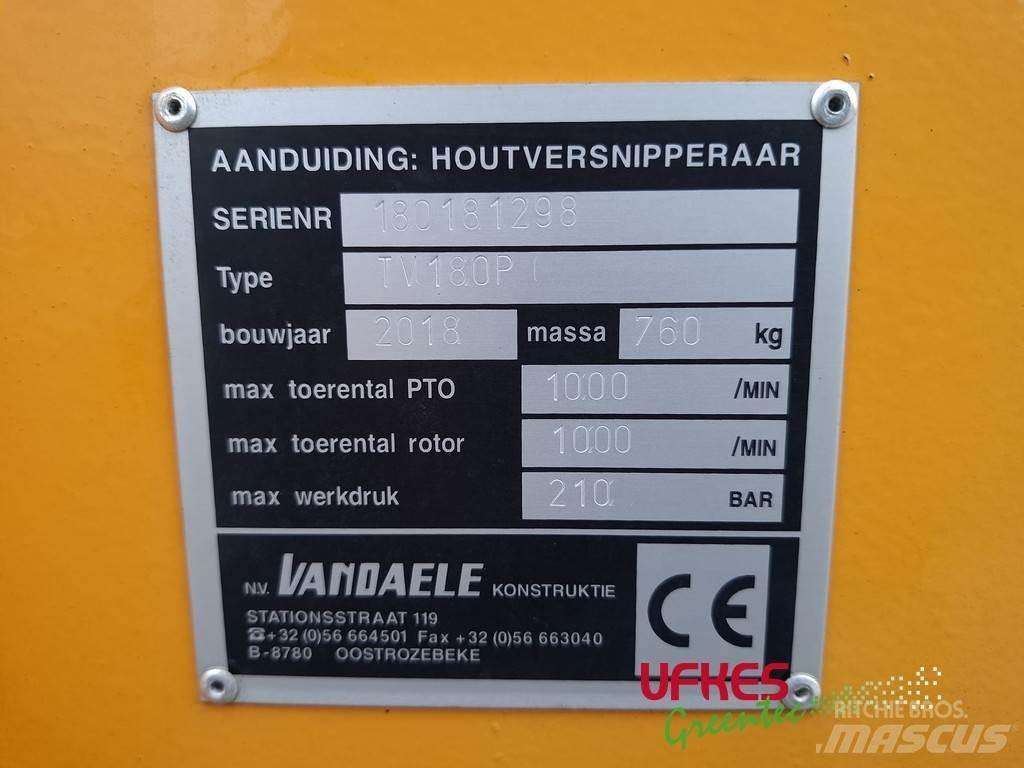 AANDUIDING: HOUTVERSNIPPERAAR
SERIENR 180181298
Type TV180P
bouwjaar 2018 massa 760 kg
max toerental PTO 1000 /MIN
max toerental rotor 1000 /MIN
max werkdruk 210 BAR
N.V. VANDAELE KONSTRUKTIE
STATIONSSTRAAT 119
☎+32 (0)56 664501 Fax +32 (0)56 663040
B-8780 OOSTROZEBEKE
CE
UFKES
Greentec
RITCHIE BROS.
MASCUS